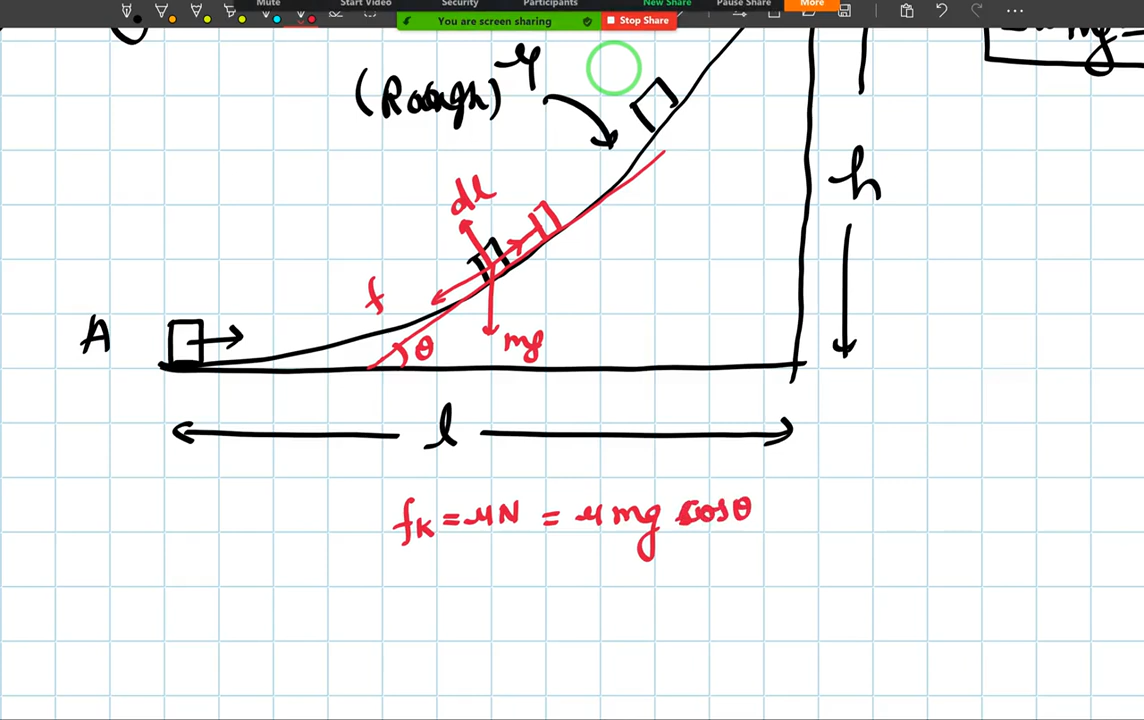 Mute Start Video Security Participants New Share Pause Share More
You are screen sharing Stop Share
(Rough) μ
h
dl
f
A
θ
mg
l
fK = μN = μmg cosθ